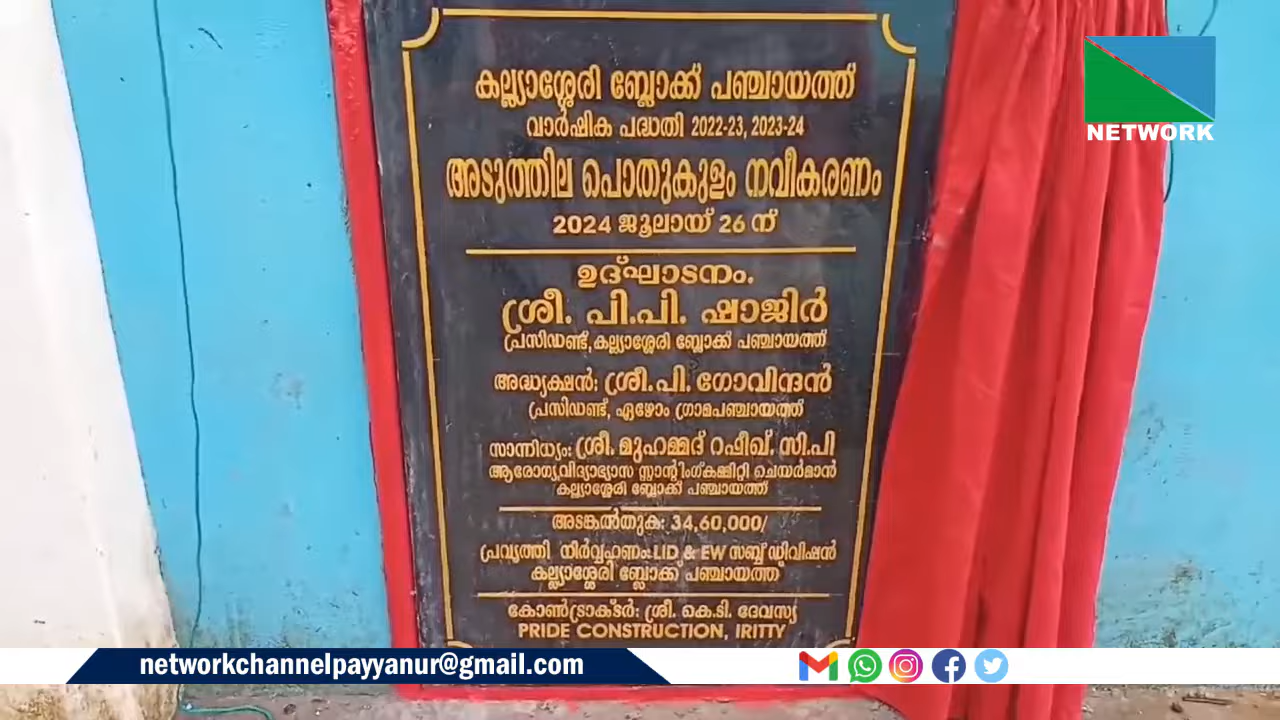 കല്ല്യാശ്ശേരി ബ്ലോക്ക് പഞ്ചായത്ത്
വാർഷിക പദ്ധതി 2022-23, 2023-24
അടുത്തില പൊതുകുളം നവീകരണം
2024 ജൂലായ് 26 ന്
ഉദ്ഘാടനം.
ശ്രീ. പി.പി. ഷാജിർ
പ്രസിഡണ്ട്, കല്ല്യാശ്ശേരി ബ്ലോക്ക് പഞ്ചായത്ത്
അദ്ധ്യക്ഷൻ: ശ്രീ.പി. ഗോവിന്ദൻ
പ്രസിഡണ്ട്, ഏഴോം ഗ്രാമപഞ്ചായത്ത്
സാന്നിധ്യം: ശ്രീ. മുഹമ്മദ് റഫീഖ്. സി.പി
ആരോഗ്യ,വിദ്യാഭ്യാസ സ്റ്റാന്റിംഗ്കമ്മിറ്റി ചെയർമാൻ
കല്ല്യാശ്ശേരി ബ്ലോക്ക് പഞ്ചായത്ത്
അടങ്കൽതുക: 34,60,000/
പ്രവൃത്തി നിർവ്വഹണം: LID & EW സബ്ബ് ഡിവിഷൻ
കല്ല്യാശ്ശേരി ബ്ലോക്ക് പഞ്ചായത്ത്
കോൺട്രാക്ടർ: ശ്രീ. കെ.ടി. ദേവസ്യ
PRIDE CONSTRUCTION, IRITTY
NETWORK
networkchannelpayyanur@gmail.com